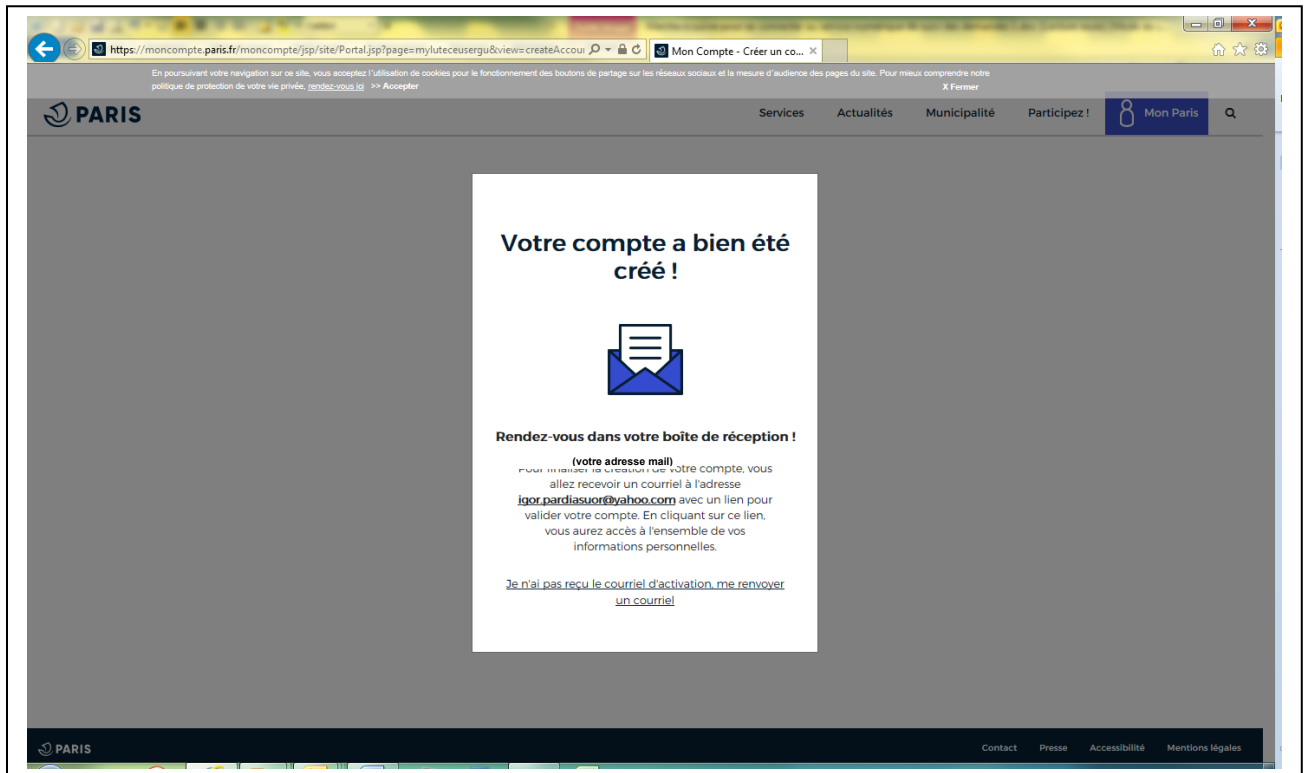 https://moncompte.paris.fr/moncompte/jsp/site/Portal.jsp?page=myluteceusergu&view=createAccour
Mon Compte - Créer un co...
En poursuivant votre navigation sur ce site, vous acceptez l'utilisation de cookies pour le fonctionnement des boutons de partage sur les réseaux sociaux et la mesure d'audience des pages du site. Pour mieux comprendre notre
politique de protection de votre vie privée, rendez-vous ici >> Accepter
X Fermer
PARIS
Services
Actualités
Municipalité
Participez !
Mon Paris
Votre compte a bien été
créé !
Rendez-vous dans votre boîte de réception !
(votre adresse mail)
Pour finaliser la création de votre compte, vous
allez recevoir un courriel à l'adresse
igor.pardiasuor@yahoo.com avec un lien pour
valider votre compte. En cliquant sur ce lien,
vous aurez accès à l'ensemble de vos
informations personnelles.
Je n'ai pas reçu le courriel d'activation, me renvoyer
un courriel
PARIS
Contact
Presse
Accessibilité
Mentions légales